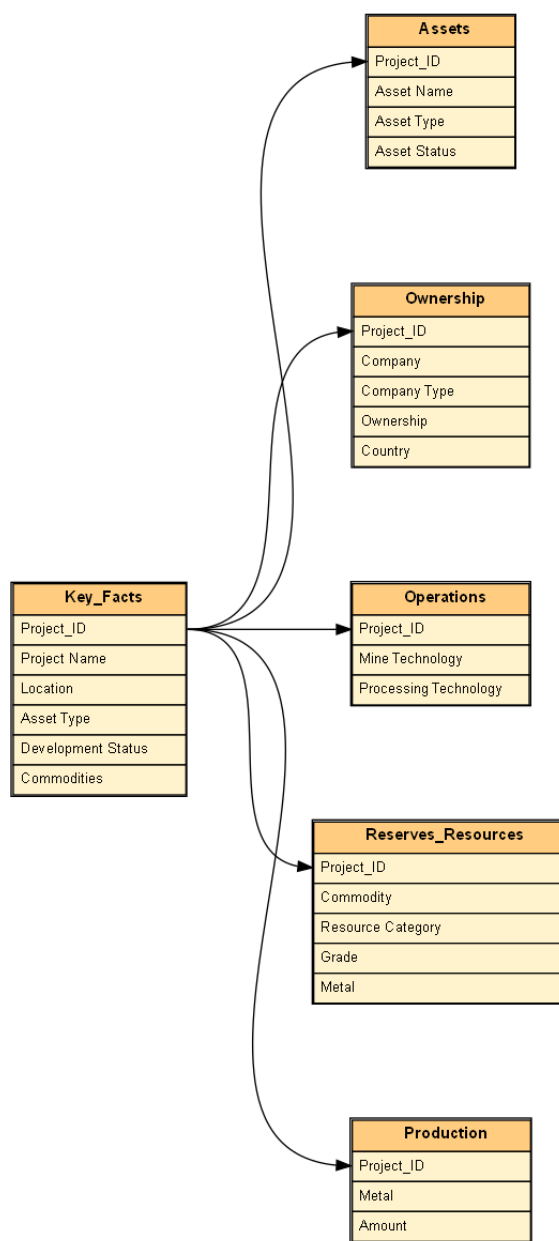 Assets
Project_ID
Asset Name
Asset Type
Asset Status
Ownership
Project_ID
Company
Company Type
Ownership
Country
Key_Facts
Project_ID
Project Name
Location
Asset Type
Development Status
Commodities
Operations
Project_ID
Mine Technology
Processing Technology
Reserves_Resources
Project_ID
Commodity
Resource Category
Grade
Metal
Production
Project_ID
Metal
Amount